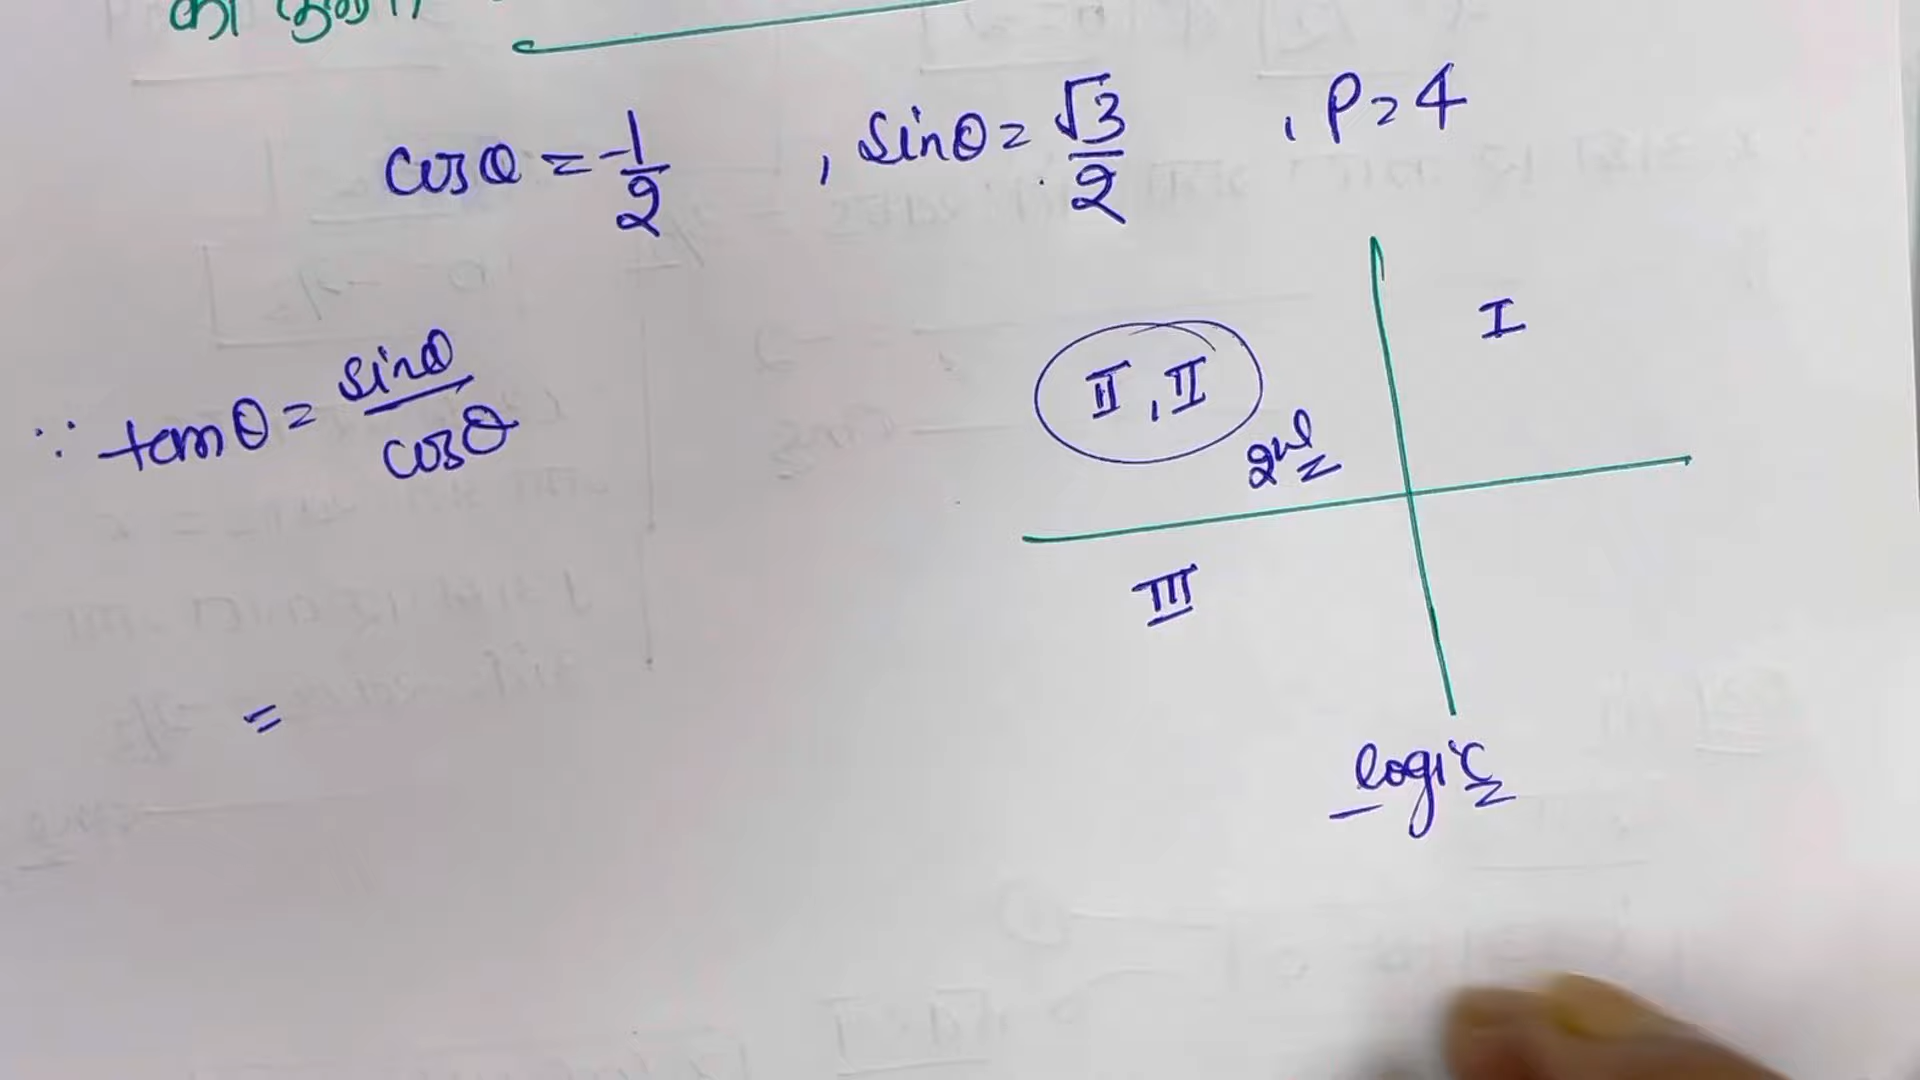 का
cosθ = -1/2 , sinθ = √3/2 , P = 4
I
II , II
∵ tanθ = sinθ/cosθ
2nd
III
=
logic